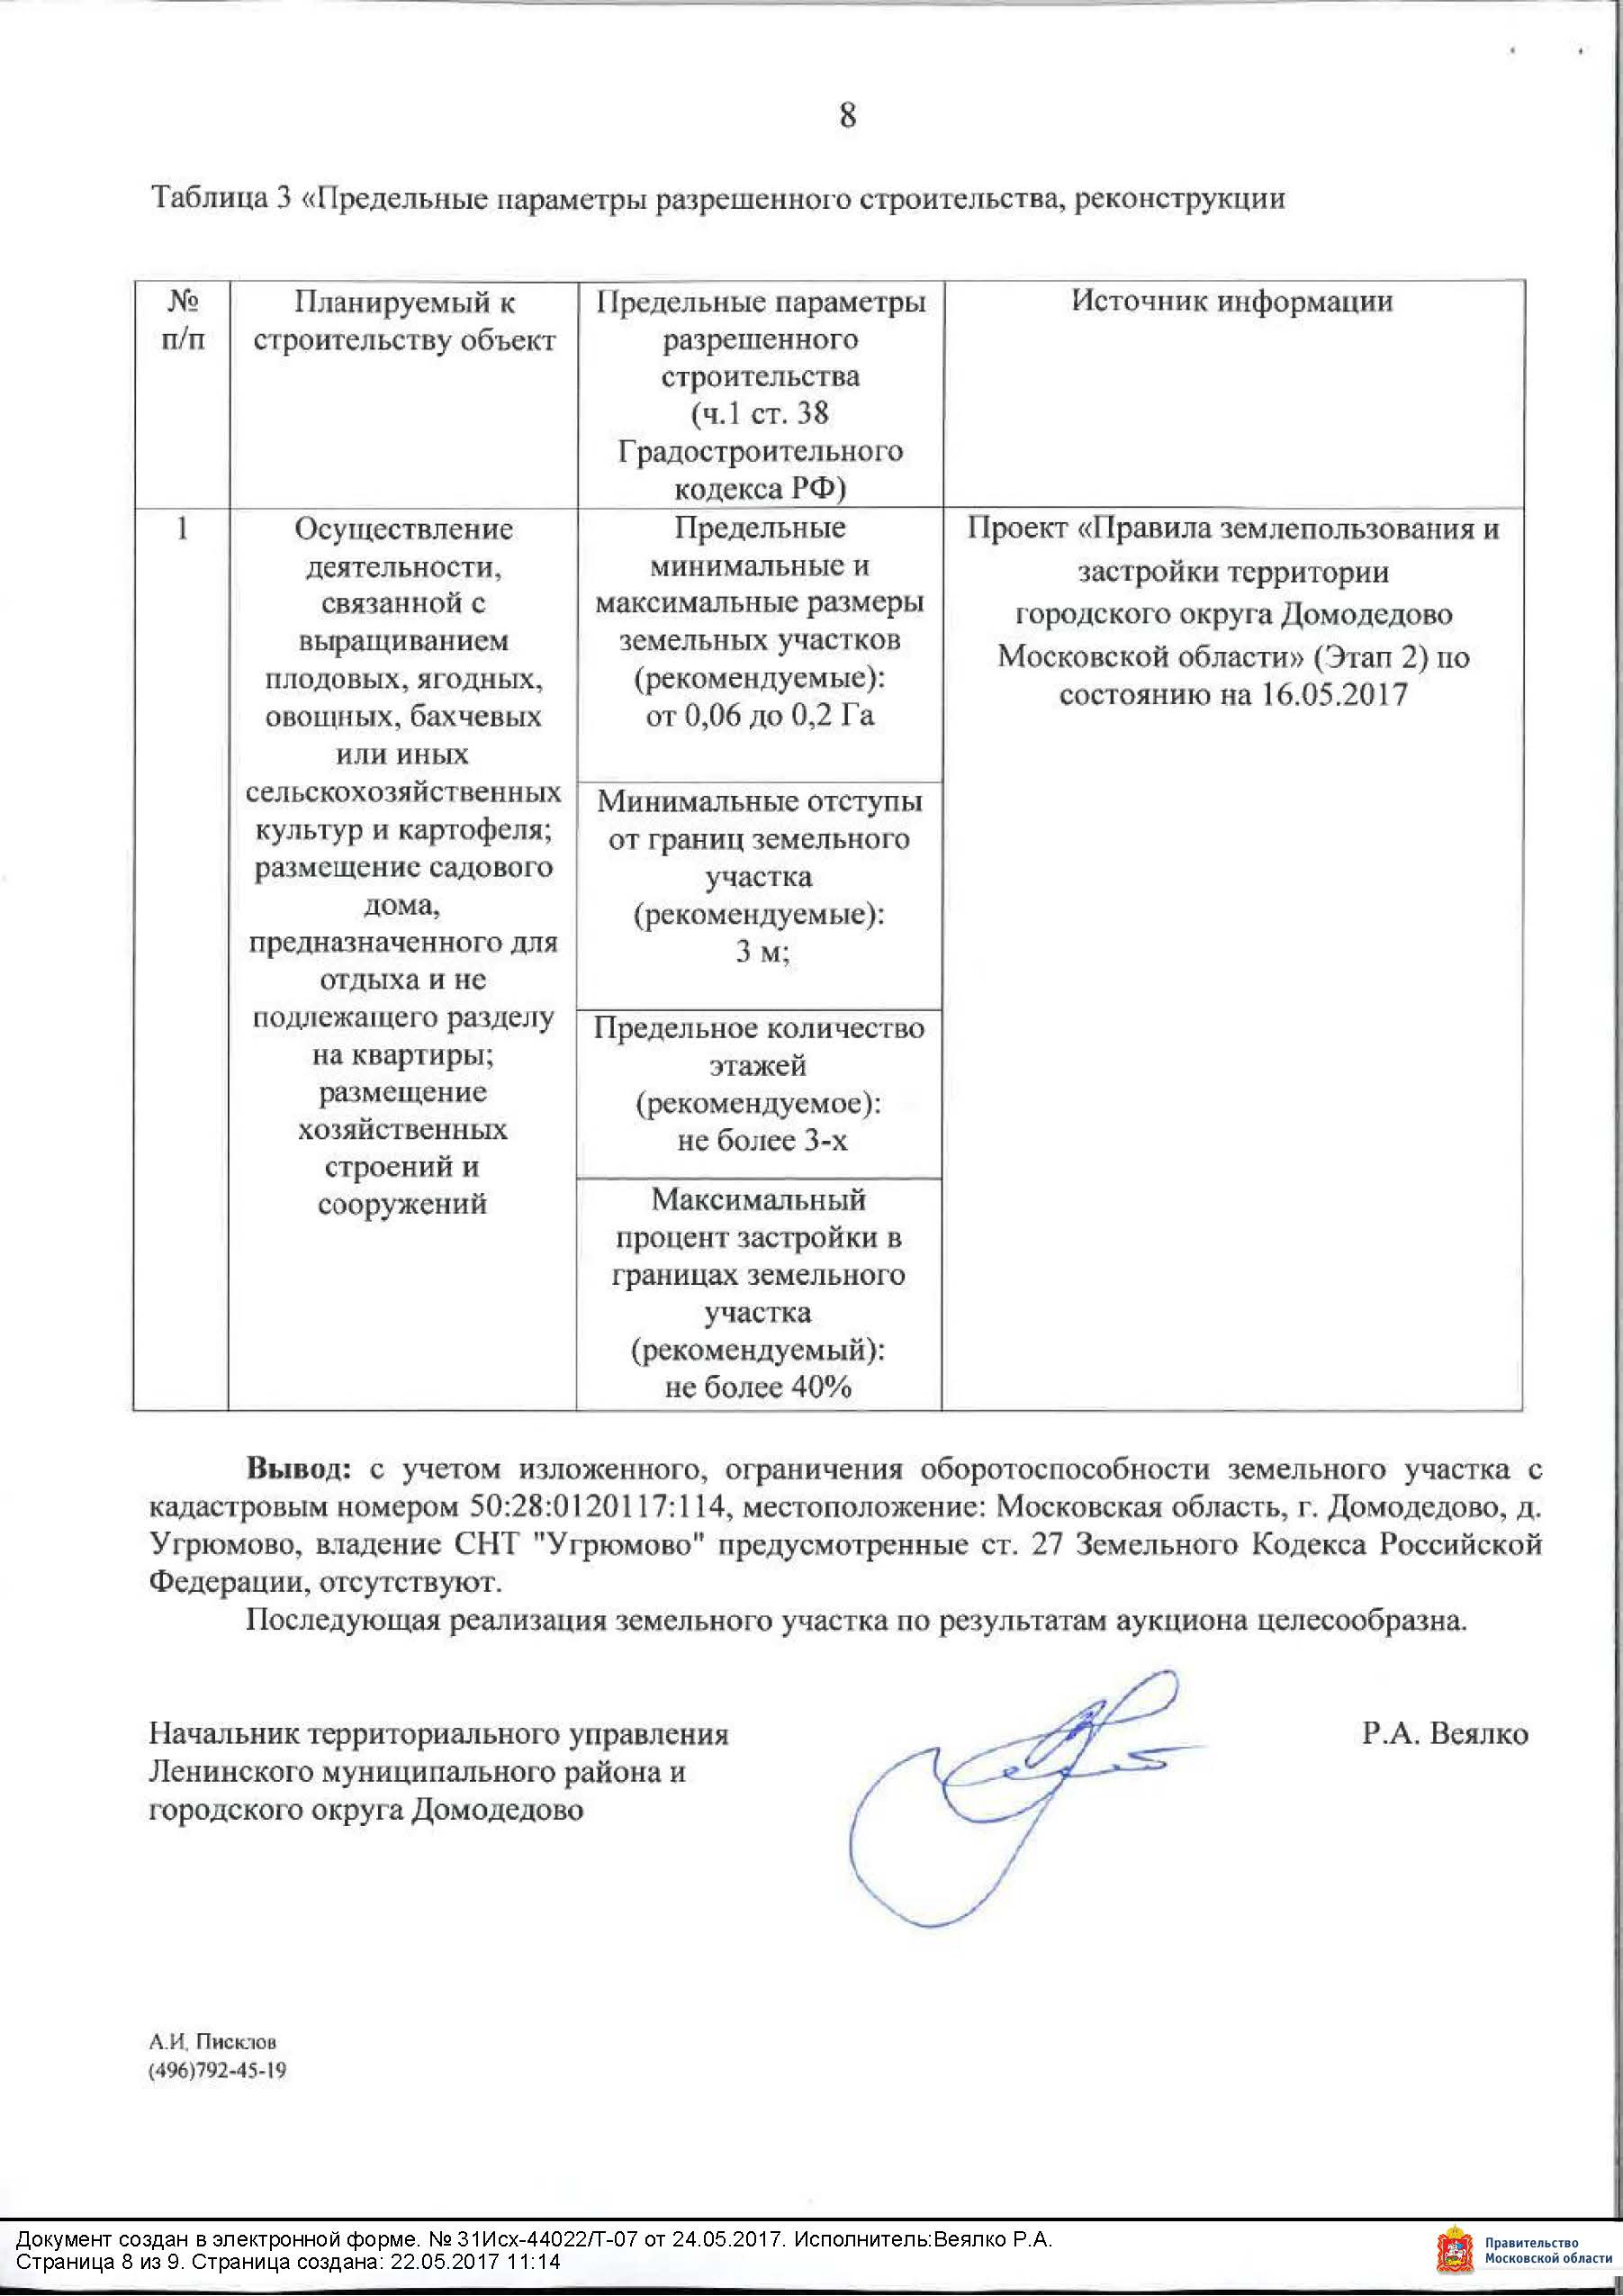 8
Таблица 3 «Предельные параметры разрешенного строительства, реконструкции
№
п/п
Планируемый к
строительству объект
Предельные параметры
разрешенного
строительства
(ч.1 ст. 38
Градостроительного
кодекса РФ)
Источник информации
1
Осуществление
деятельности,
связанной с
выращиванием
плодовых, ягодных,
овощных, бахчевых
или иных
сельскохозяйственных
культур и картофеля;
размещение садового
дома,
предназначенного для
отдыха и не
подлежащего разделу
на квартиры;
размещение
хозяйственных
строений и
сооружений
Предельные
минимальные и
максимальные размеры
земельных участков
(рекомендуемые):
от 0,06 до 0,2 Га
Минимальные отступы
от границ земельного
участка
(рекомендуемые):
3 м;
Предельное количество
этажей
(рекомендуемое):
не более 3-х
Максимальный
процент застройки в
границах земельного
участка
(рекомендуемый):
не более 40%
Проект «Правила землепользования и
застройки территории
городского округа Домодедово
Московской области» (Этап 2) по
состоянию на 16.05.2017
Вывод: с учетом изложенного, ограничения оборотоспособности земельного участка с
кадастровым номером 50:28:0120117:114, местоположение: Московская область, г. Домодедово, д.
Угрюмово, владение СНТ "Угрюмово" предусмотренные ст. 27 Земельного Кодекса Российской
Федерации, отсутствуют.
Последующая реализация земельного участка по результатам аукциона целесообразна.
Начальник территориального управления
Ленинского муниципального района и
городского округа Домодедово
Р.А. Веялко
А.И. Писклов
(496)792-45-19
Документ создан в электронной форме. № 31Исх-44022/Т-07 от 24.05.2017. Исполнитель:Веялко Р.А.
Страница 8 из 9. Страница создана: 22.05.2017 11:14
Правительство
Московской области